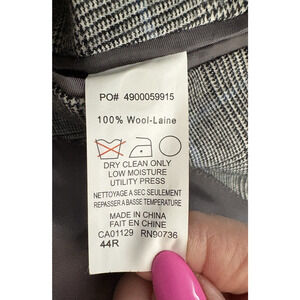 PO# 4900059915
100% Wool-Laine
DRY CLEAN ONLY
LOW MOISTURE
UTILITY PRESS
NETTOYAGE A SEC SEULEMENT
REPASSER A BASSE TEMPERATURE
MADE IN CHINA
FAIT EN CHINE
CA01129 RN90736
44R